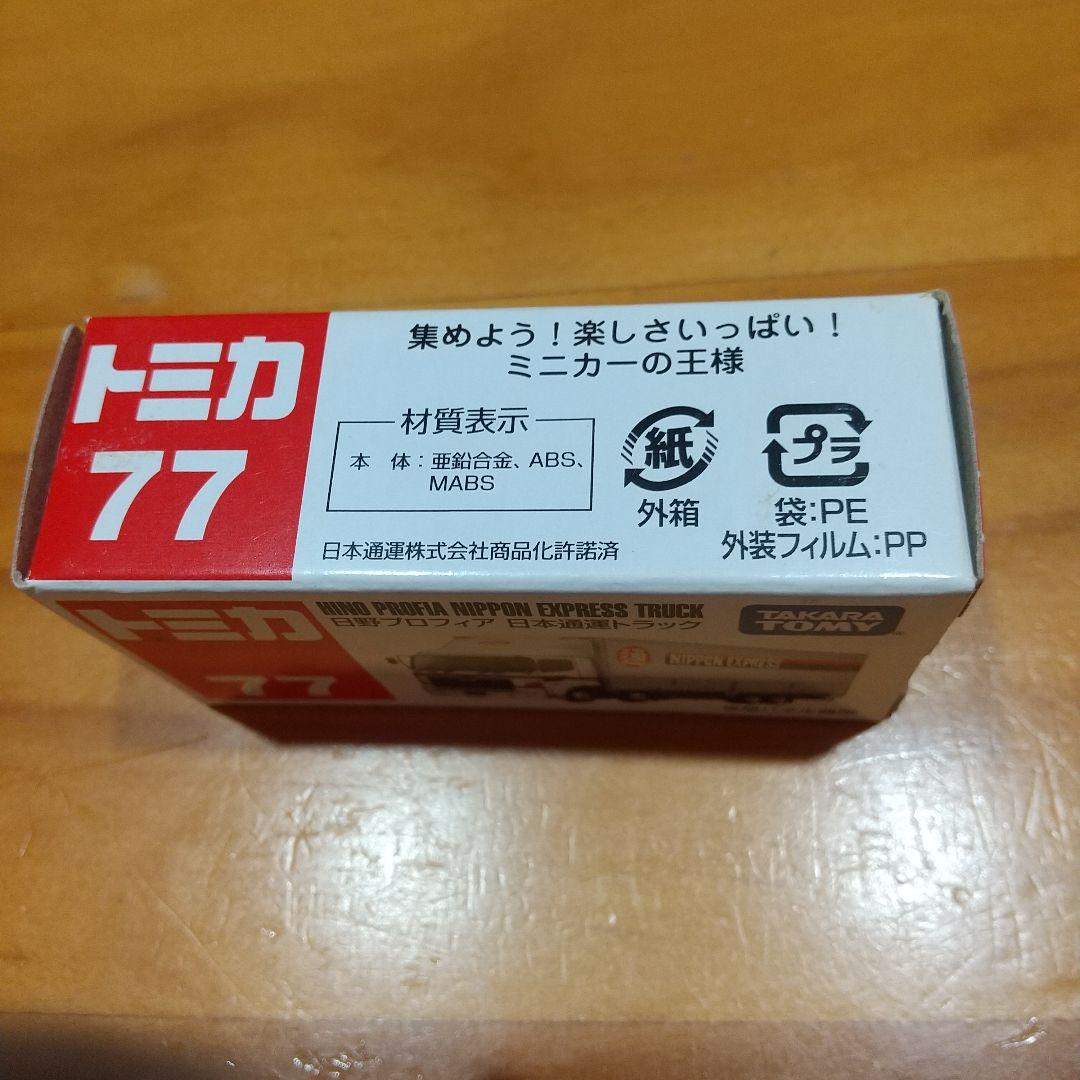 トミカ
77
集めよう！楽しさいっぱい！
ミニカーの王様
材質表示
本 体：亜鉛合金、ABS、
MABS
紙
外箱
プラ
袋：PE
外装フィルム：PP
日本通運株式会社商品化許諾済
トミカ
77
HINO PROFIA NIPPON EXPRESS TRUCK
日野プロフィア 日本通運トラック
TAKARA
TOMY
NIPPON EXPRESS